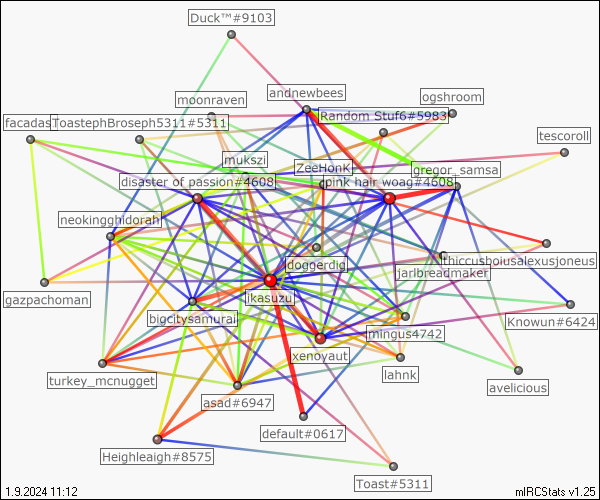 Duck™#9103
moonraven
andnewbees
ogshroom
facadas
ToastephBroseph5311#5311
Random Stuf6#5983
tescoroll
mukszi
ZeeHonK
gregor_samsa
disaster of passion#4608
pink hair woag#4608
neokingghidorah
doggerdig
thiccusboiusalexusjoneus
jarlbreadmaker
gazpachoman
jikasuzu
bigcitysamurai
mingus4742
Knowun#6424
xenoyaut
turkey_mcnugget
lahnk
avelicious
asad#6947
default#0617
Heighleigh#8575
Toast#5311
1.9.2024 11:12
mIRCStats v1.25